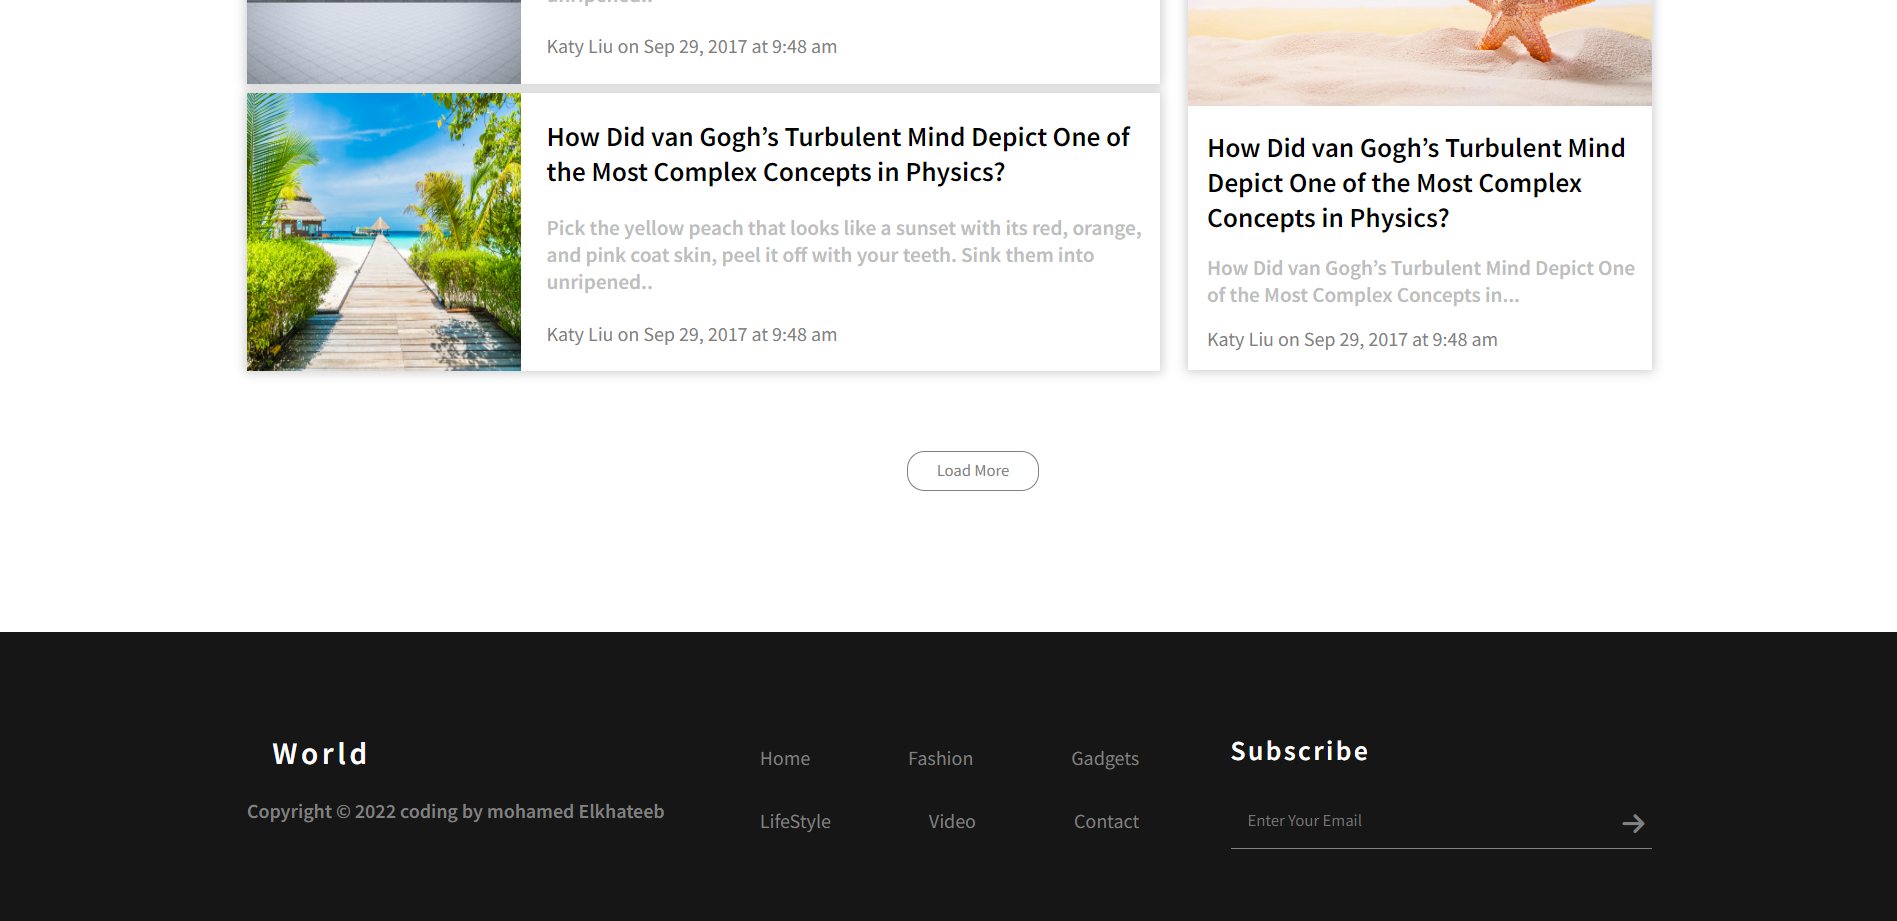 Katy Liu on Sep 29, 2017 at 9:48 am
How Did van Gogh’s Turbulent Mind Depict One of
the Most Complex Concepts in Physics?
Pick the yellow peach that looks like a sunset with its red, orange,
and pink coat skin, peel it off with your teeth. Sink them into
unripened..
Katy Liu on Sep 29, 2017 at 9:48 am
How Did van Gogh’s Turbulent Mind
Depict One of the Most Complex
Concepts in Physics?
How Did van Gogh’s Turbulent Mind Depict One
of the Most Complex Concepts in...
Katy Liu on Sep 29, 2017 at 9:48 am
Load More
World
Copyright © 2022 coding by mohamed Elkhateeb
Home Fashion Gadgets
LifeStyle Video Contact
Subscribe
Enter Your Email